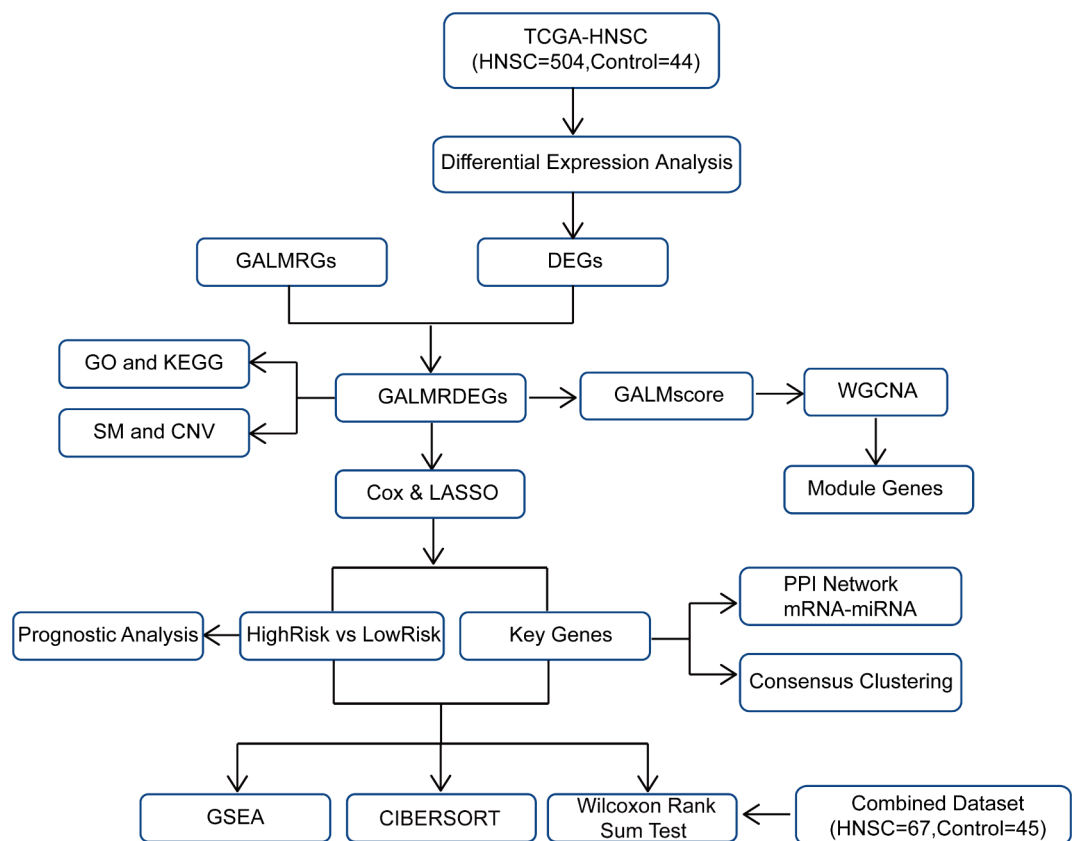 TCGA-HNSC
(HNSC=504,Control=44)
Differential Expression Analysis
GALMRGs
DEGs
GO and KEGG
SM and CNV
GALMRDEGs
GALMscore
WGCNA
Module Genes
Cox & LASSO
Prognostic Analysis
HighRisk vs LowRisk
Key Genes
PPI Network
mRNA-miRNA
Consensus Clustering
GSEA
CIBERSORT
Wilcoxon Rank
Sum Test
Combined Dataset
(HNSC=67,Control=45)